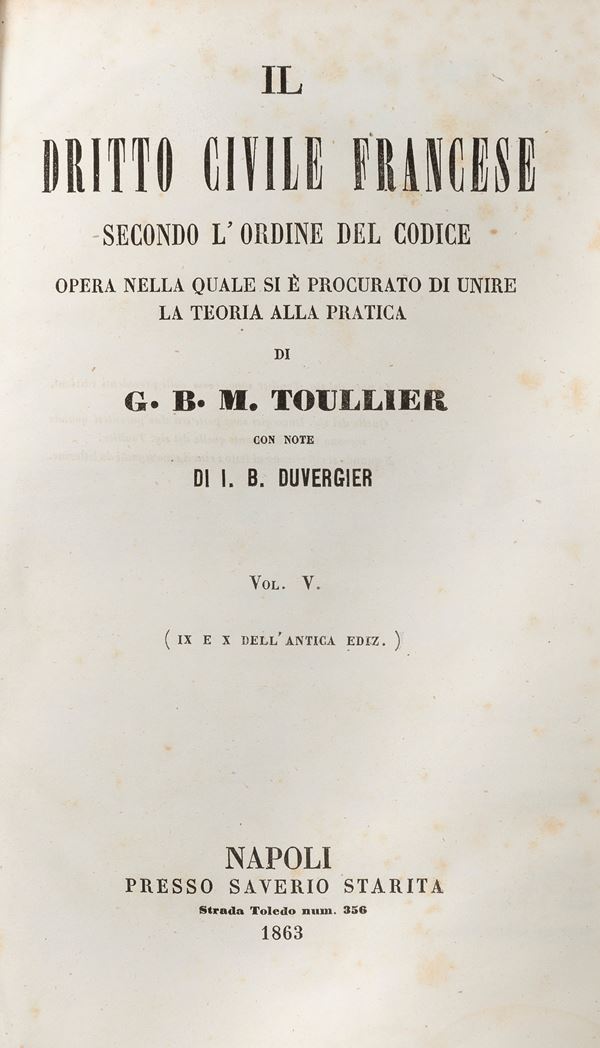 IL
DRITTO CIVILE FRANCESE
SECONDO L'ORDINE DEL CODICE
OPERA NELLA QUALE SI È PROCURATO DI UNIRE
LA TEORIA ALLA PRATICA
DI
G. B. M. TOULLIER
CON NOTE
DI I. B. DUVERGIER
VOL. V.
( IX E X DELL'ANTICA EDIZ. )
NAPOLI
PRESSO SAVERIO STARITA
Strada Toledo num. 356
1863